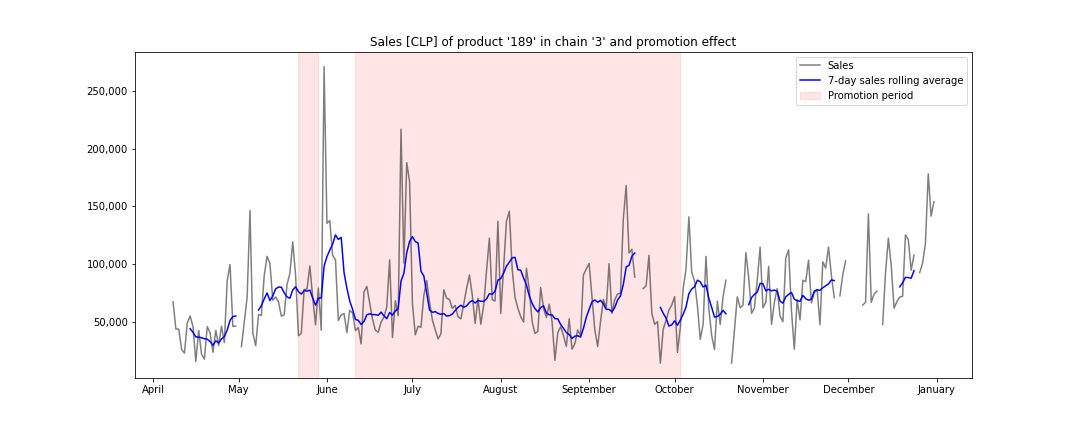 Sales [CLP] of product '189' in chain '3' and promotion effect
Sales
7-day sales rolling average
Promotion period
250,000
200,000
150,000
100,000
50,000
April May June July August September October November December January